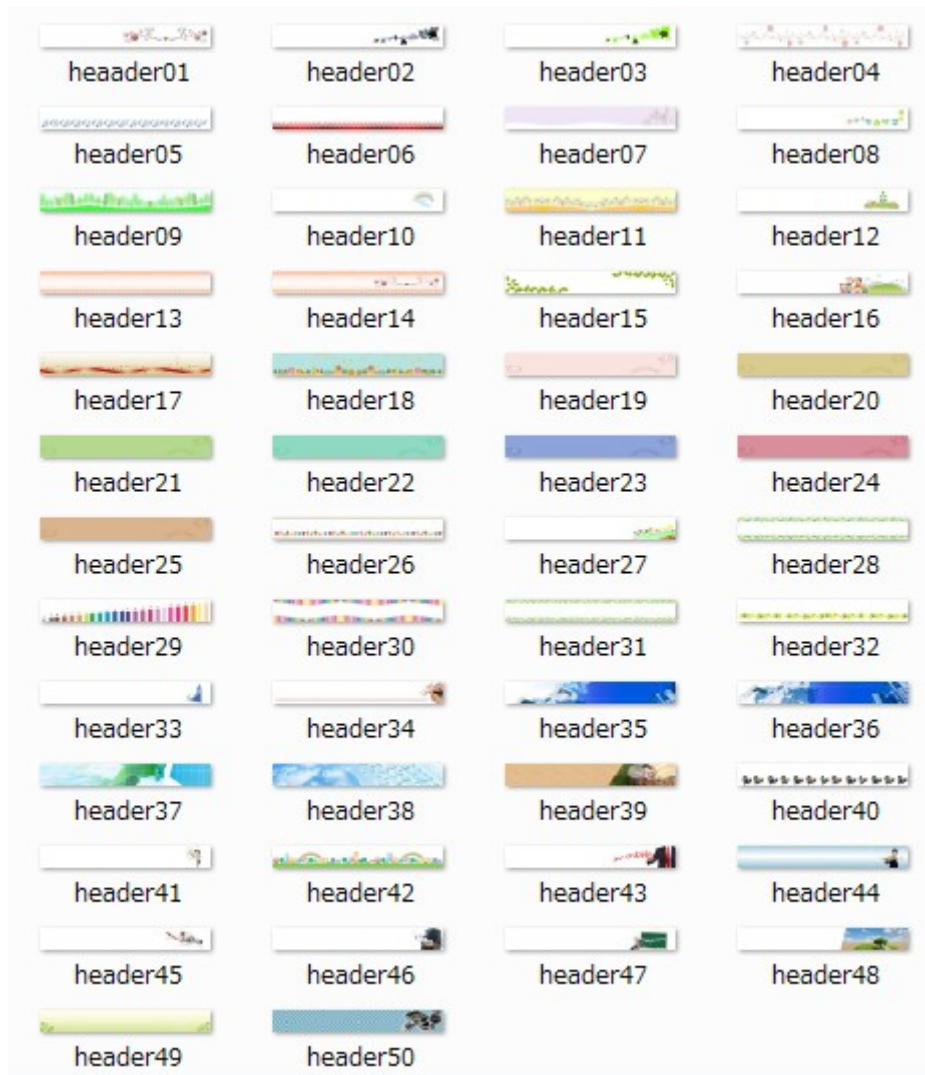 heaader01 header02 header03 header04
header05 header06 header07 header08
header09 header10 header11 header12
header13 header14 header15 header16
header17 header18 header19 header20
header21 header22 header23 header24
header25 header26 header27 header28
header29 header30 header31 header32
header33 header34 header35 header36
header37 header38 header39 header40
header41 header42 header43 header44
header45 header46 header47 header48
header49 header50